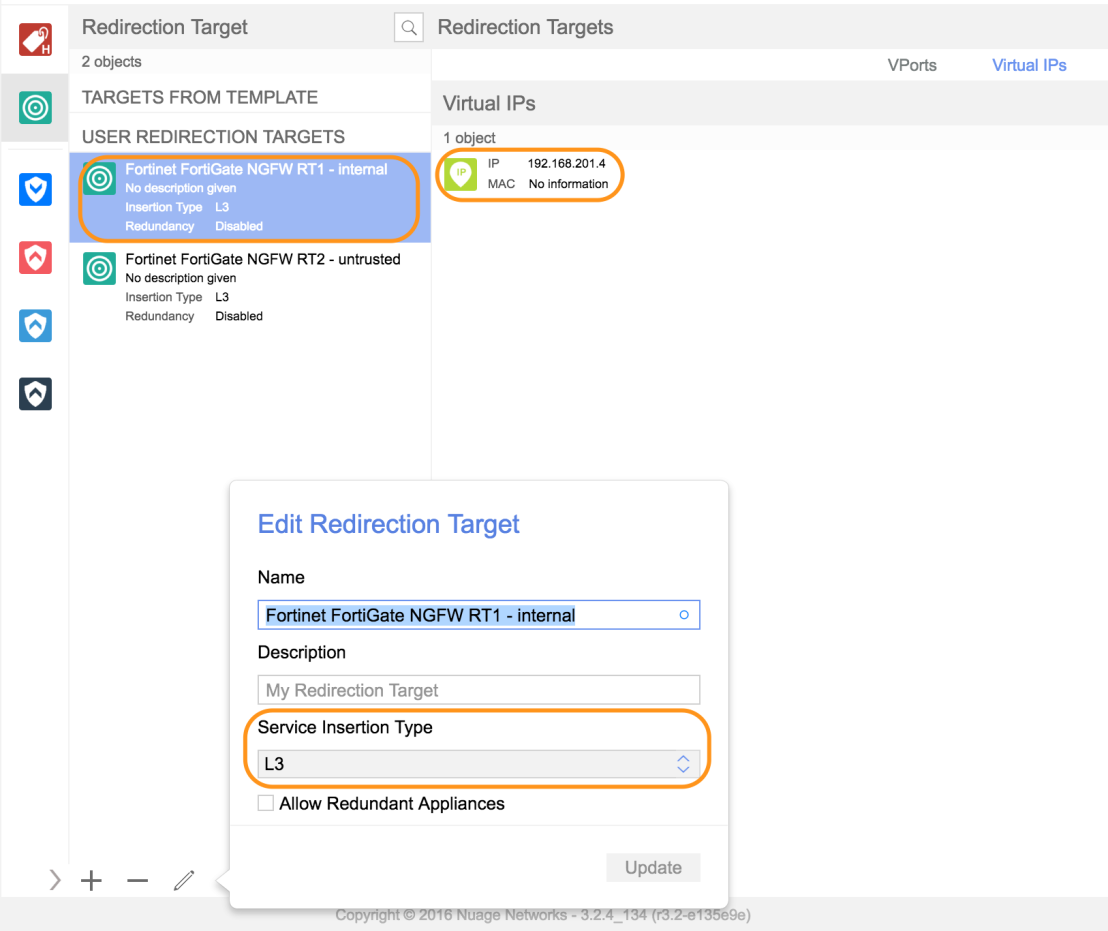 Redirection Target
Redirection Targets
2 objects
VPorts
Virtual IPs
TARGETS FROM TEMPLATE
Virtual IPs
USER REDIRECTION TARGETS
1 object
Fortinet FortiGate NGFW RT1 - internal
No description given
Insertion Type L3
Redundancy Disabled
IP
IP 192.168.201.4
MAC No information
Fortinet FortiGate NGFW RT2 - untrusted
No description given
Insertion Type L3
Redundancy Disabled
H
Edit Redirection Target
Name
Fortinet FortiGate NGFW RT1 - internal
Description
My Redirection Target
Service Insertion Type
L3
Allow Redundant Appliances
Update
Copyright © 2016 Nuage Networks - 3.2.4_134 (r3.2-e135e9e)